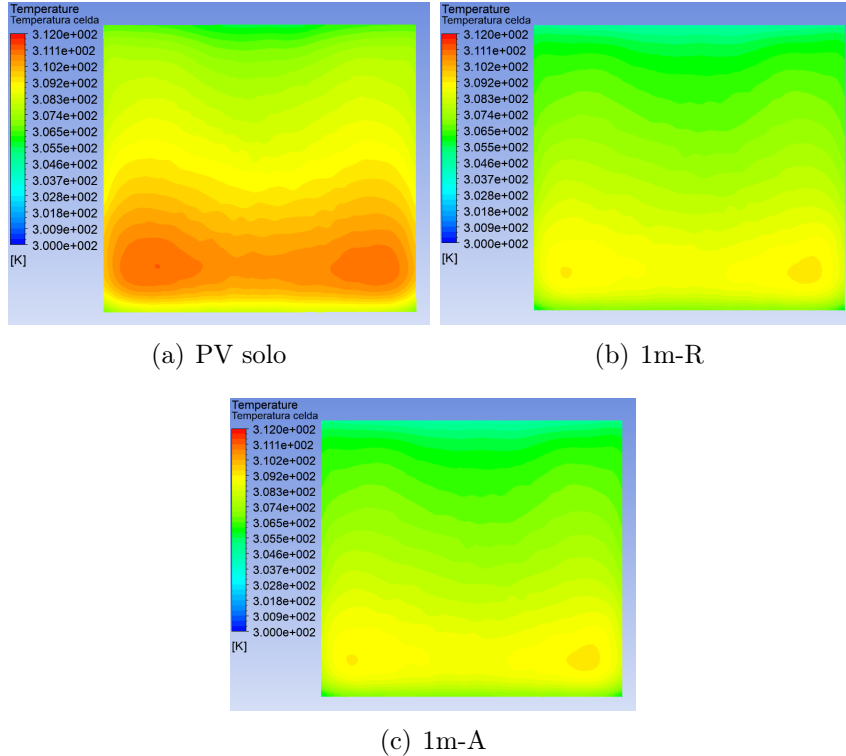 Temperature
Temperatura celda
3.120e+002
3.111e+002
3.102e+002
3.092e+002
3.083e+002
3.074e+002
3.065e+002
3.055e+002
3.046e+002
3.037e+002
3.028e+002
3.018e+002
3.009e+002
3.000e+002
[K]
(a) PV solo
Temperature
Temperatura celda
3.120e+002
3.111e+002
3.102e+002
3.092e+002
3.083e+002
3.074e+002
3.065e+002
3.055e+002
3.046e+002
3.037e+002
3.028e+002
3.018e+002
3.009e+002
3.000e+002
[K]
(b) 1m-R
Temperature
Temperatura celda
3.120e+002
3.111e+002
3.102e+002
3.092e+002
3.083e+002
3.074e+002
3.065e+002
3.055e+002
3.046e+002
3.037e+002
3.028e+002
3.018e+002
3.009e+002
3.000e+002
[K]
(c) 1m-A